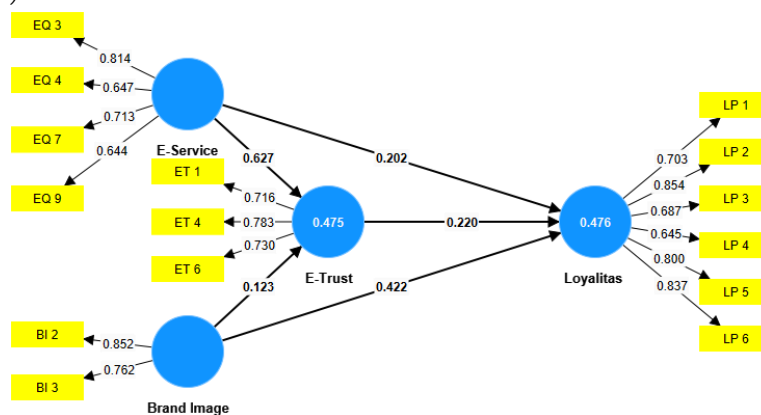 )
EQ 3
0.814
EQ 4
0.647
EQ 7
0.713
0.644
EQ 9
E-Service
0.627
0.202
ET 1
0.716
ET 4
0.783
ET 6
0.730
0.475
E-Trust
0.220
0.123
0.422
BI 2
0.852
BI 3
0.762
Brand Image
0.476
Loyalitas
LP 1
0.703
LP 2
0.854
LP 3
0.687
LP 4
0.645
LP 5
0.800
LP 6
0.837